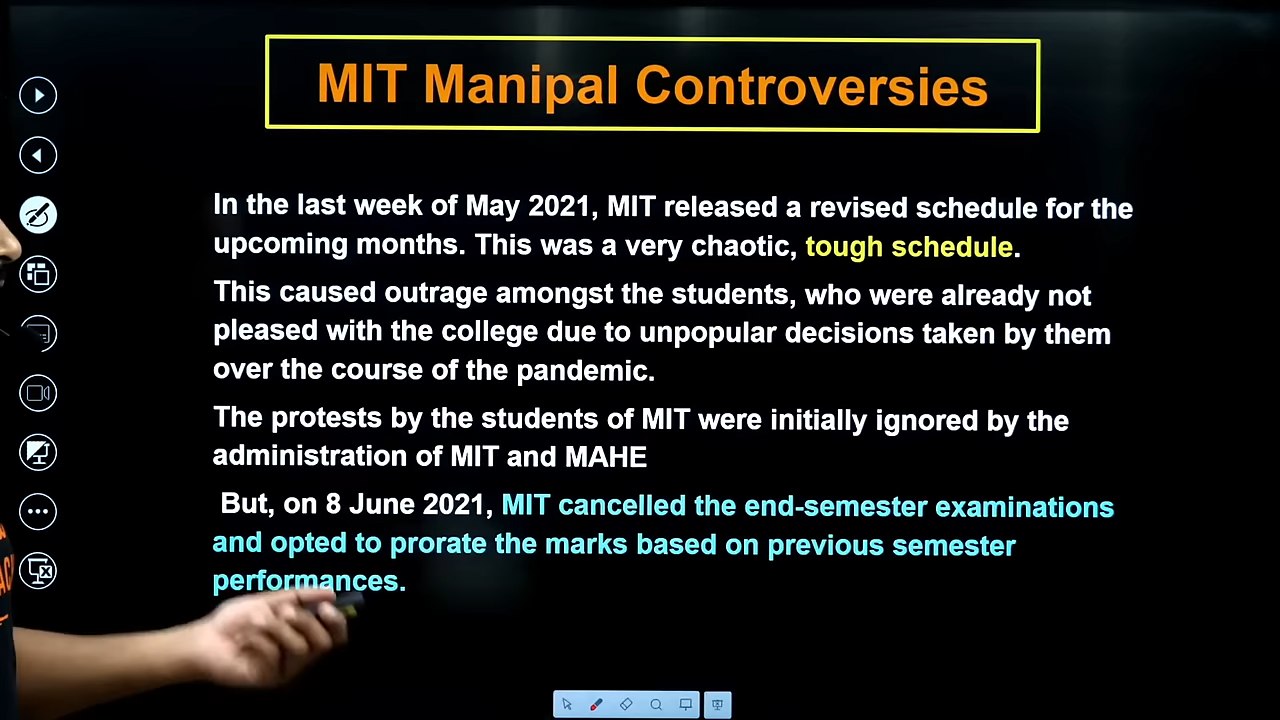 MIT Manipal Controversies
In the last week of May 2021, MIT released a revised schedule for the
upcoming months. This was a very chaotic, tough schedule.
This caused outrage amongst the students, who were already not
pleased with the college due to unpopular decisions taken by them
over the course of the pandemic.
The protests by the students of MIT were initially ignored by the
administration of MIT and MAHE
But, on 8 June 2021, MIT cancelled the end-semester examinations
and opted to prorate the marks based on previous semester
performances.